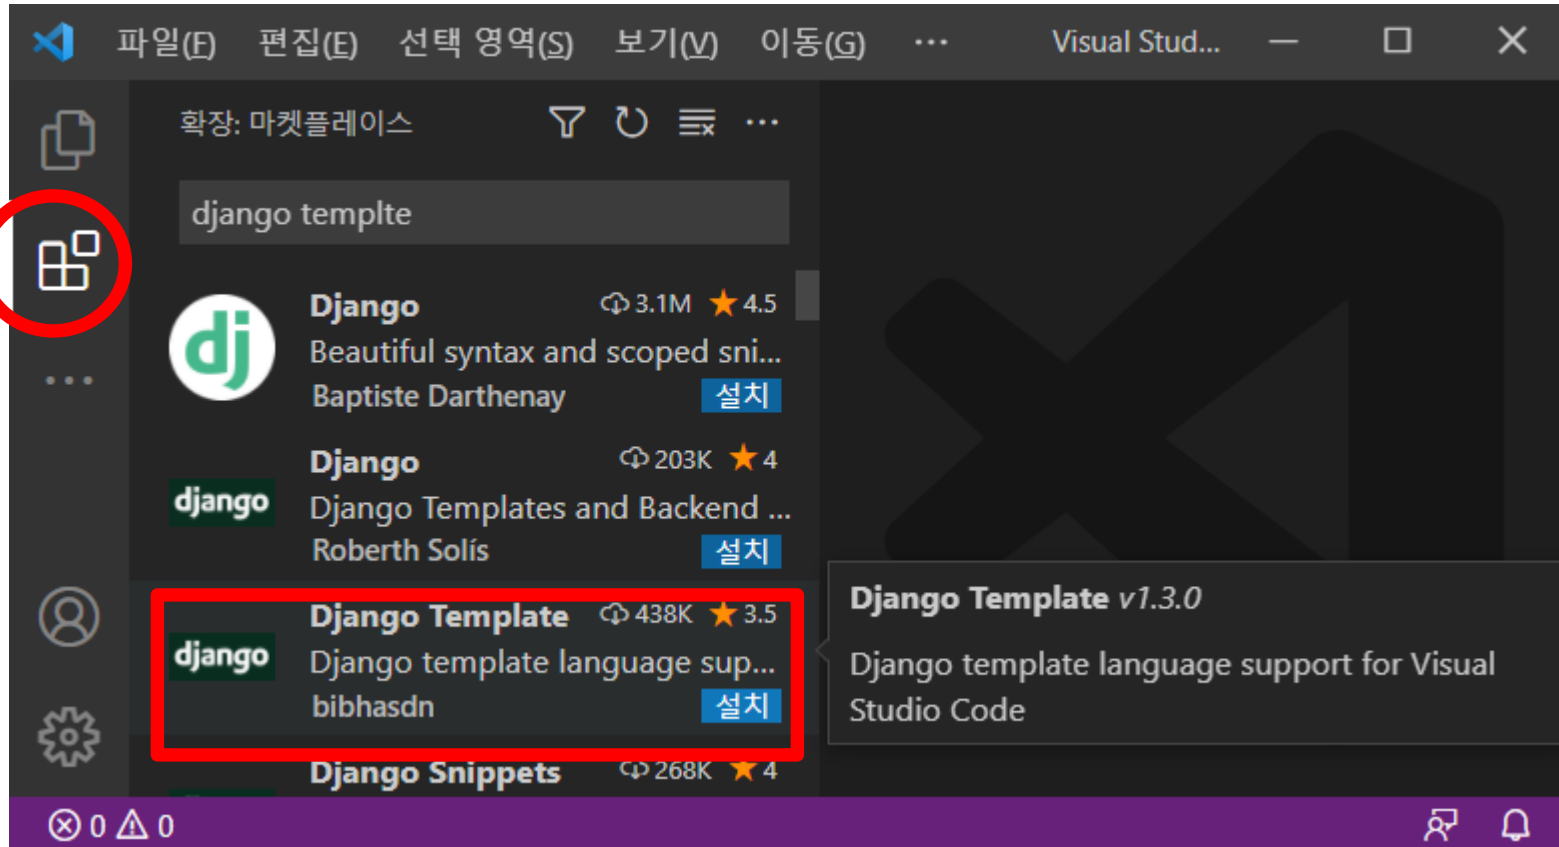 파일(F) 편집(E) 선택 영역(S) 보기(V) 이동(G) ··· Visual Stud...
확장: 마켓플레이스
django templte
Django 3.1M ★ 4.5
dj
Beautiful syntax and scoped sni...
Baptiste Darthenay 설치
Django 203K ★ 4
django
Django Templates and Backend ...
Roberth Solís 설치
Django Template 438K ★ 3.5
django
Django template language sup...
bibhasdn 설치
Django Template v1.3.0
Django template language support for Visual
Studio Code
Django Snippets 268K ★ 4
0 0